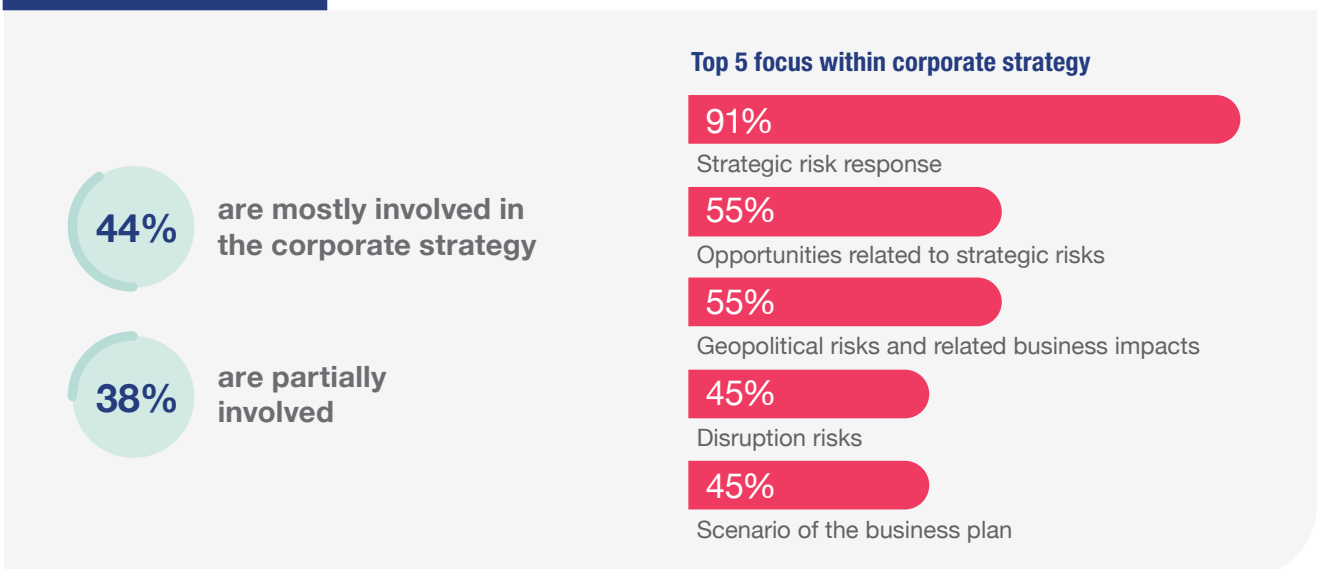 44%
are mostly involved in
the corporate strategy
38%
are partially
involved
Top 5 focus within corporate strategy
91%
Strategic risk response
55%
Opportunities related to strategic risks
55%
Geopolitical risks and related business impacts
45%
Disruption risks
45%
Scenario of the business plan